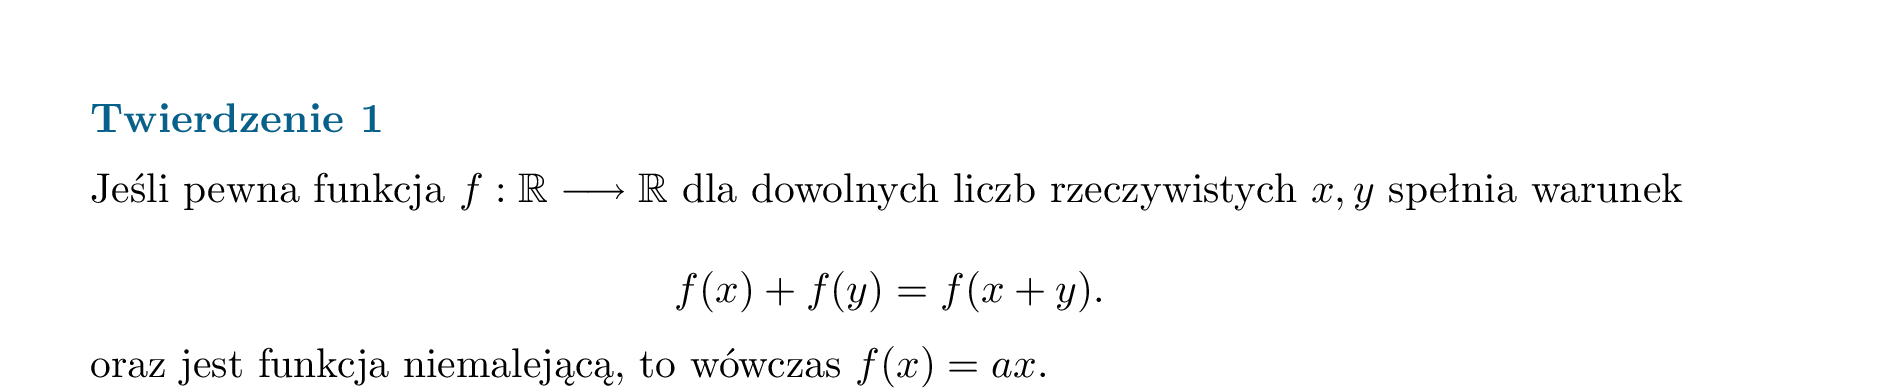 Twierdzenie 1
Jeśli pewna funkcja f : ℝ ⟶ ℝ dla dowolnych liczb rzeczywistych x, y spełnia warunek
f(x) + f(y) = f(x + y).
oraz jest funkcja niemalejącą, to wówczas f(x) = ax.